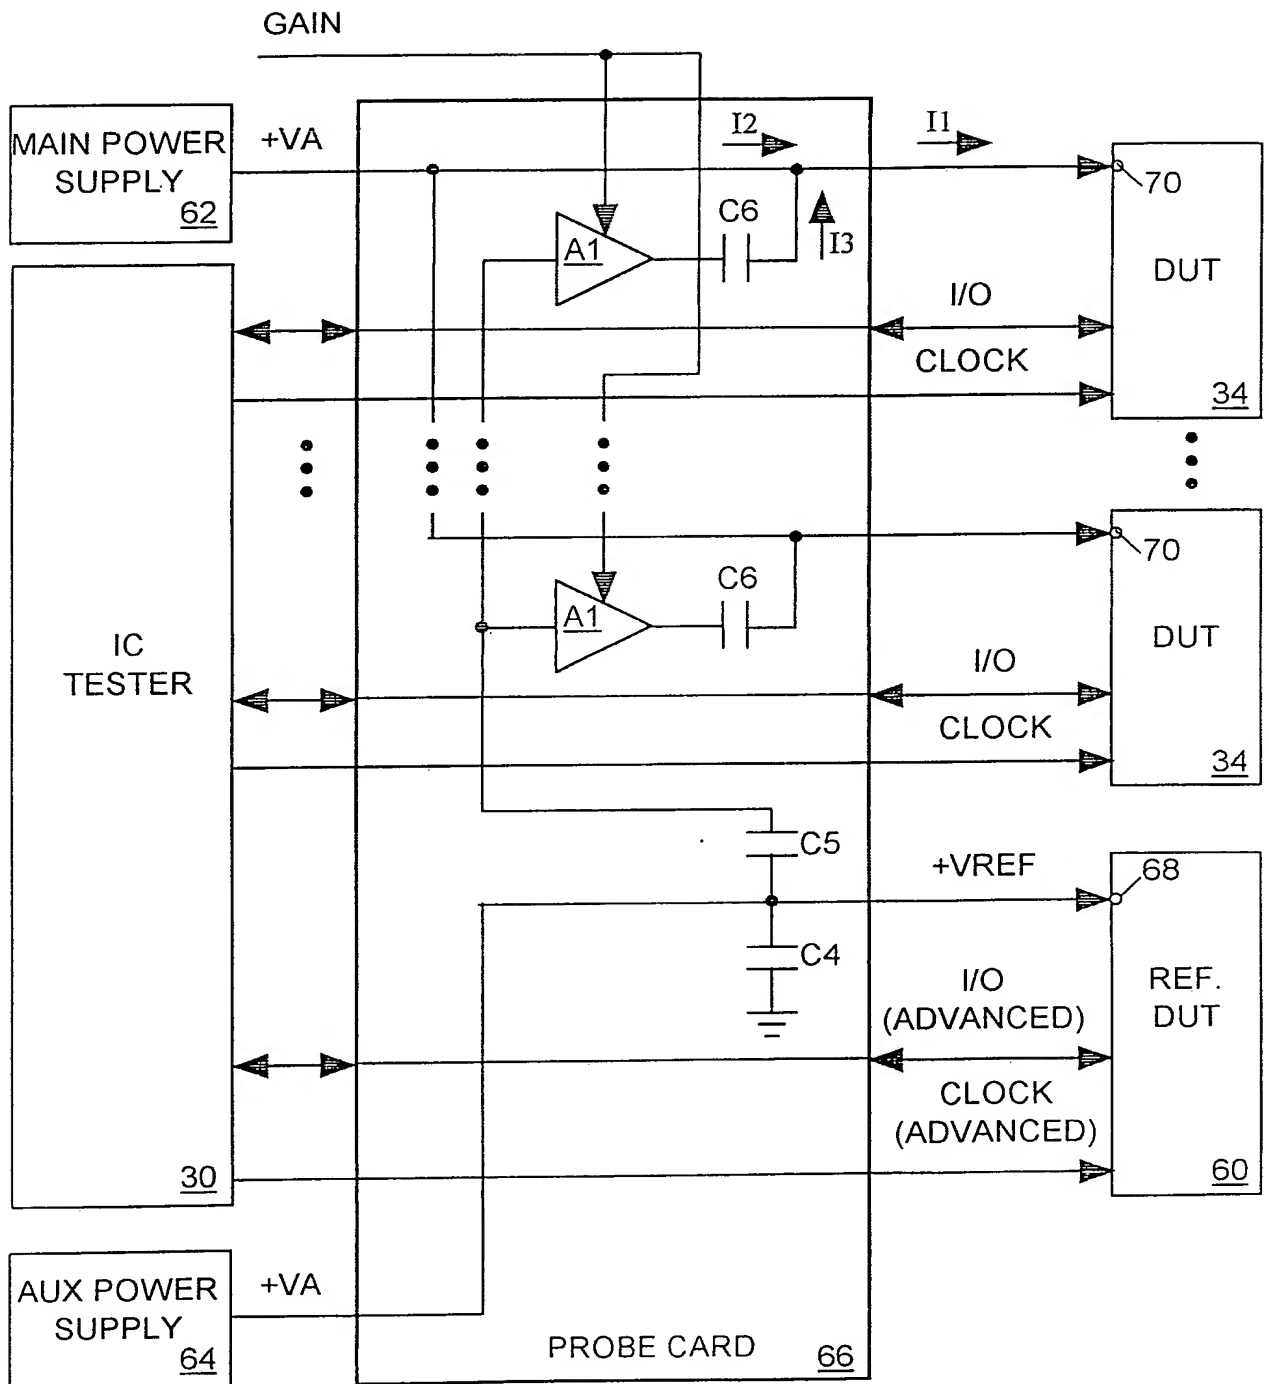 GAIN
MAIN POWER
SUPPLY
62
+VA
I2
I1
70
A1
C6
I3
DUT
I/O
CLOCK
34
70
A1
C6
DUT
IC
TESTER
I/O
CLOCK
34
C5
+VREF
68
C4
I/O
(ADVANCED)
REF.
DUT
CLOCK
(ADVANCED)
30
60
AUX POWER
SUPPLY
64
+VA
PROBE CARD
66